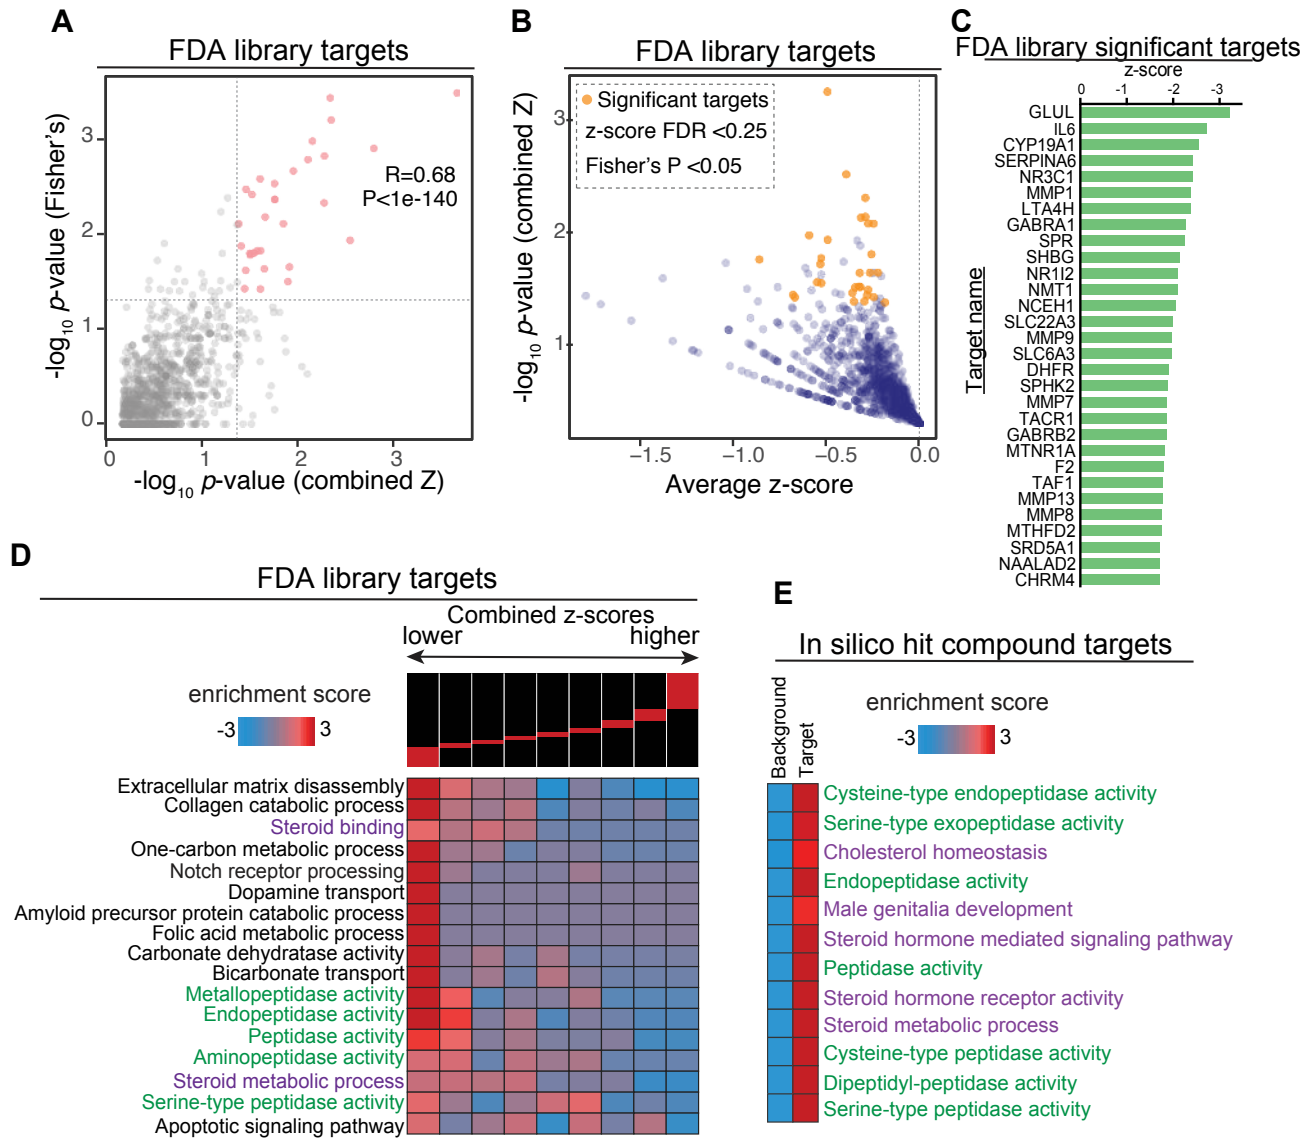 A
FDA library targets
-log10 p-value (Fisher's)
3
2
1
0
R=0.68
P<1e-140
0
1
2
3
-log10 p-value (combined Z)
B
FDA library targets
-log10 p-value (combined Z)
3
2
1
Significant targets
z-score FDR <0.25
Fisher's P <0.05
−1.5
−1.0
−0.5
0.0
Average z-score
C
FDA library significant targets
z-score
0
-1
-2
-3
Target name
GLUL
IL6
CYP19A1
SERPINA6
NR3C1
MMP1
LTA4H
GABRA1
SPR
SHBG
NR1I2
NMT1
NCEH1
SLC22A3
MMP9
SLC6A3
DHFR
SPHK2
MMP7
TACR1
GABRB2
MTNR1A
F2
TAF1
MMP13
MMP8
MTHFD2
SRD5A1
NAALAD2
CHRM4
D
FDA library targets
Combined z-scores
lower
higher
enrichment score
-3
3
Extracellular matrix disassembly
Collagen catabolic process
Steroid binding
One-carbon metabolic process
Notch receptor processing
Dopamine transport
Amyloid precursor protein catabolic process
Folic acid metabolic process
Carbonate dehydratase activity
Bicarbonate transport
Metallopeptidase activity
Endopeptidase activity
Peptidase activity
Aminopeptidase activity
Steroid metabolic process
Serine-type peptidase activity
Apoptotic signaling pathway
E
In silico hit compound targets
Background
Target
enrichment score
-3
3
Cysteine-type endopeptidase activity
Serine-type exopeptidase activity
Cholesterol homeostasis
Endopeptidase activity
Male genitalia development
Steroid hormone mediated signaling pathway
Peptidase activity
Steroid hormone receptor activity
Steroid metabolic process
Cysteine-type peptidase activity
Dipeptidyl-peptidase activity
Serine-type peptidase activity